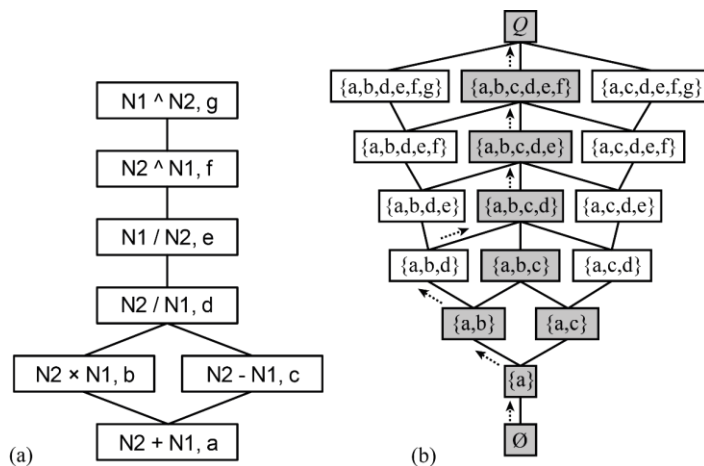 N1 ^ N2, g
N2 ^ N1, f
N1 / N2, e
N2 / N1, d
N2 × N1, b
N2 - N1, c
N2 + N1, a
(a)
Q
{a,b,d,e,f,g}
{a,b,c,d,e,f}
{a,c,d,e,f,g}
{a,b,d,e,f}
{a,b,c,d,e}
{a,c,d,e,f}
{a,b,d,e}
{a,b,c,d}
{a,c,d,e}
{a,b,d}
{a,b,c}
{a,c,d}
{a,b}
{a,c}
{a}
Ø
(b)